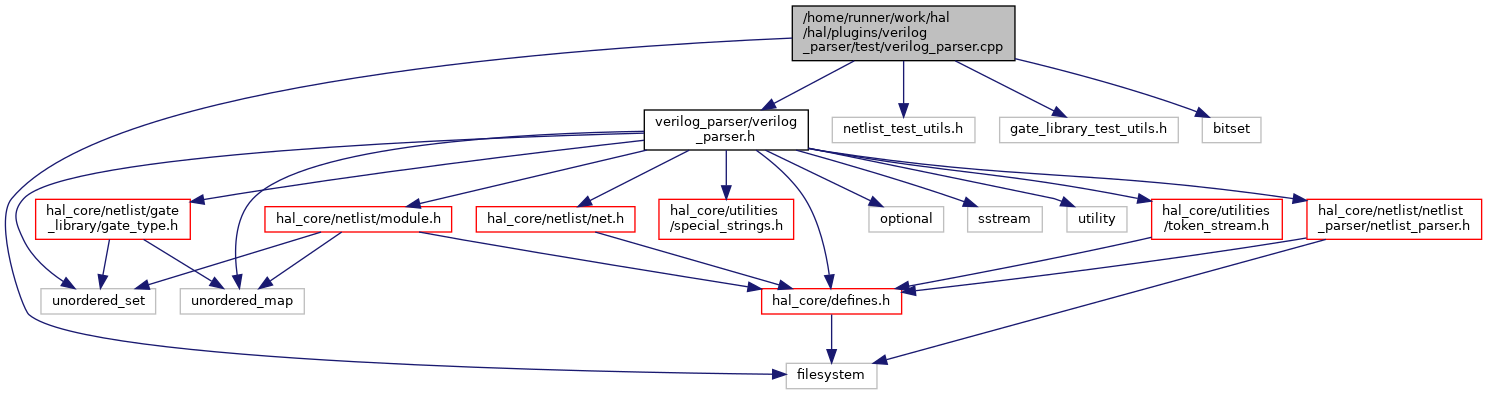 /home/runner/work/hal
/hal/plugins/verilog
_parser/test/verilog_parser.cpp
verilog_parser/verilog
_parser.h
netlist_test_utils.h
gate_library_test_utils.h
bitset
hal_core/netlist/gate
_library/gate_type.h
hal_core/netlist/module.h
hal_core/netlist/net.h
hal_core/utilities
/special_strings.h
optional
sstream
utility
hal_core/utilities
/token_stream.h
hal_core/netlist/netlist
_parser/netlist_parser.h
unordered_set
unordered_map
hal_core/defines.h
filesystem